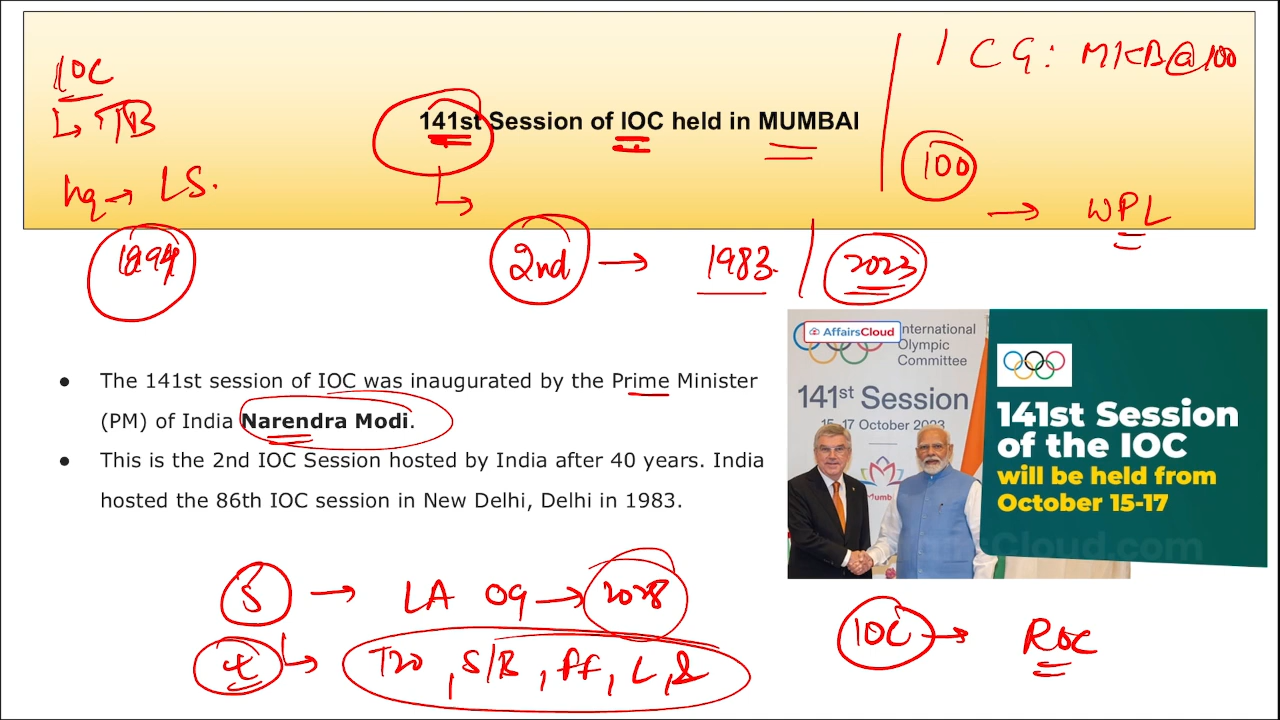 IOC
↳ TB
hq → LS.
1894
141st Session of IOC held in MUMBAI
ICG: MKB@100
100
→ WPL
↳ 2nd → 1983. | 2023
The 141st session of IOC was inaugurated by the Prime Minister
(PM) of India Narendra Modi.
This is the 2nd IOC Session hosted by India after 40 years. India
hosted the 86th IOC session in New Delhi, Delhi in 1983.
AffairsCloud
International
Olympic
Committee
141st Session
15-17 October 2023
Mumb
141st Session
of the IOC
will be held from
October 15-17
5 → LA OG → 2028
4 ↳ T20, S/B, ff, L, &
IOC → ROC